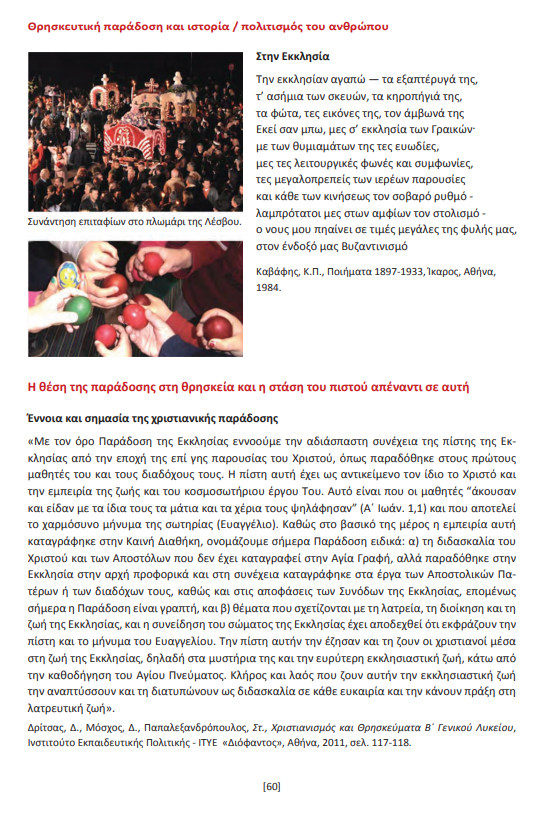 Θρησκευτική παράδοση και ιστορία / πολιτισμός του ανθρώπου
Συνάντηση επιταφίων στο πλωμάρι της Λέσβου.
Στην Εκκλησία
Την εκκλησίαν αγαπώ — τα εξαπτέρυγά της,
τ’ ασήμια των σκευών, τα κηροπήγιά της,
τα φώτα, τες εικόνες της, τον άμβωνά της
Εκεί σαν μπω, μες σ’ εκκλησία των Γραικών·
με των θυμιαμάτων της τες ευωδίες,
μες τες λειτουργικές φωνές και συμφωνίες,
τες μεγαλοπρεπείς των ιερέων παρουσίες
και κάθε των κινήσεως τον σοβαρό ρυθμό -
λαμπρότατοι μες στων αμφίων τον στολισμό -
ο νους μου πηαίνει σε τιμές μεγάλες της φυλής μας,
στον ένδοξό μας Βυζαντινισμό
Καβάφης, Κ.Π., Ποιήματα 1897-1933, Ίκαρος, Αθήνα,
1984.
Η θέση της παράδοσης στη θρησκεία και η στάση του πιστού απέναντι σε αυτή
Έννοια και σημασία της χριστιανικής παράδοσης
«Με τον όρο Παράδοση της Εκκλησίας εννοούμε την αδιάσπαστη συνέχεια της πίστης της Εκ-
κλησίας από την εποχή της επί γης παρουσίας του Χριστού, όπως παραδόθηκε στους πρώτους
μαθητές του και τους διαδόχους τους. Η πίστη αυτή έχει ως αντικείμενο τον ίδιο το Χριστό και
την εμπειρία της ζωής και του κοσμοσωτήριου έργου Του. Αυτό είναι που οι μαθητές “άκουσαν
και είδαν με τα ίδια τους τα μάτια και τα χέρια τους ψηλάφησαν” (Α΄ Ιωάν. 1,1) και που αποτελεί
το χαρμόσυνο μήνυμα της σωτηρίας (Ευαγγέλιο). Καθώς στο βασικό της μέρος η εμπειρία αυτή
καταγράφηκε στην Καινή Διαθήκη, ονομάζουμε σήμερα Παράδοση ειδικά: α) τη διδασκαλία του
Χριστού και των Αποστόλων που δεν έχει καταγραφεί στην Αγία Γραφή, αλλά παραδόθηκε στην
Εκκλησία στην αρχή προφορικά και στη συνέχεια καταγράφηκε στα έργα των Αποστολικών Πα-
τέρων ή των διαδόχων τους, καθώς και στις αποφάσεις των Συνόδων της Εκκλησίας, επομένως
σήμερα η Παράδοση είναι γραπτή, και β) θέματα που σχετίζονται με τη λατρεία, τη διοίκηση και τη
ζωή της Εκκλησίας, και η συνείδηση του σώματος της Εκκλησίας έχει αποδεχθεί ότι εκφράζουν την
πίστη και το μήνυμα του Ευαγγελίου. Την πίστη αυτήν την έζησαν και τη ζουν οι χριστιανοί μέσα
στη ζωή της Εκκλησίας, δηλαδή στα μυστήρια της και την ευρύτερη εκκλησιαστική ζωή, κάτω από
την καθοδήγηση του Αγίου Πνεύματος. Κλήρος και λαός που ζουν αυτήν την εκκλησιαστική ζωή
την αναπτύσσουν και τη διατυπώνουν ως διδασκαλία σε κάθε ευκαιρία και την κάνουν πράξη στη
λατρευτική ζωή».
Δρίτσας, Δ., Μόσχος, Δ., Παπαλεξανδρόπουλος, Στ., Χριστιανισμός και Θρησκεύματα Β΄ Γενικού Λυκείου,
Ινστιτούτο Εκπαιδευτικής Πολιτικής - ΙΤΥΕ «Διόφαντος», Αθήνα, 2011, σελ. 117-118.
[60]